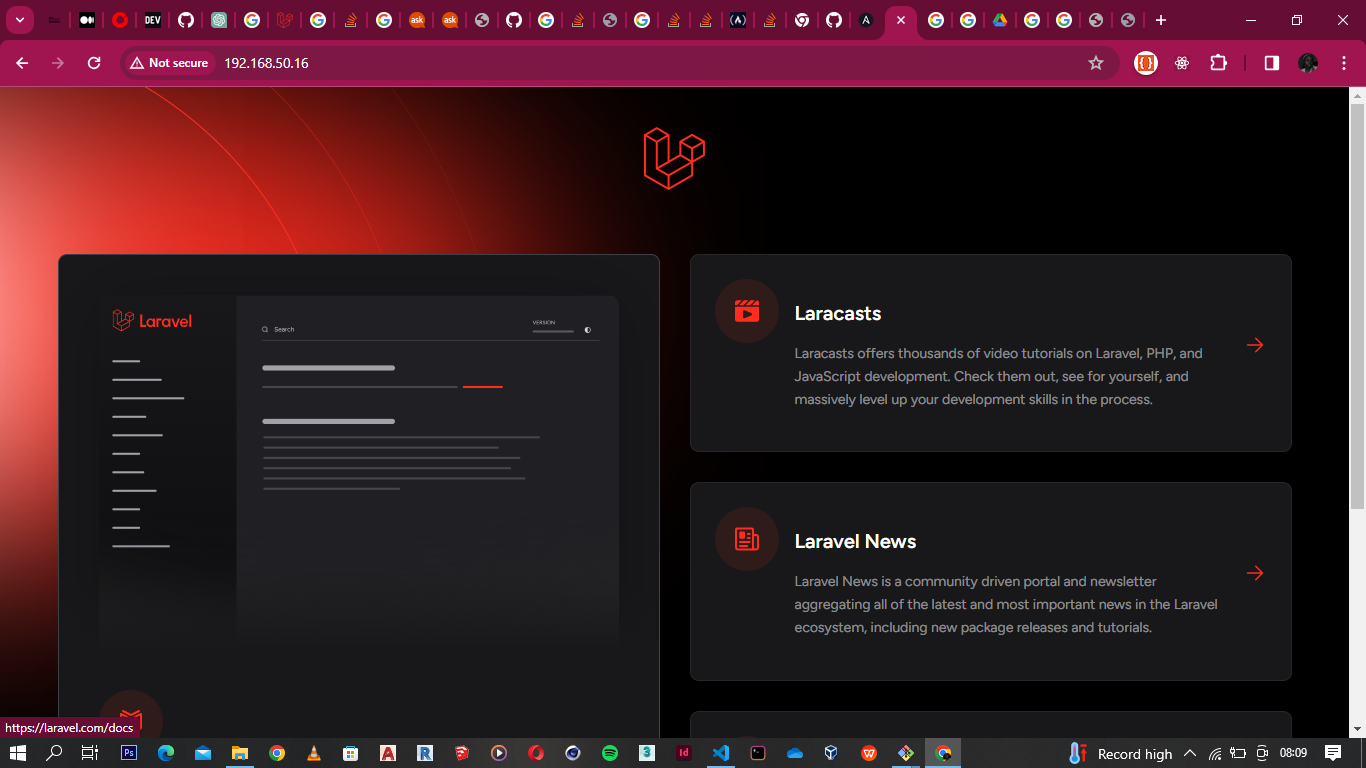 DEV
ask
ask
A
Not secure
192.168.50.16
Laravel
Search
VERSION
Laracasts
Laracasts offers thousands of video tutorials on Laravel, PHP, and
JavaScript development. Check them out, see for yourself, and
massively level up your development skills in the process.
Laravel News
Laravel News is a community driven portal and newsletter
aggregating all of the latest and most important news in the Laravel
ecosystem, including new package releases and tutorials.
https://laravel.com/docs
Ps
A
R
3
Id
Record high
08:09